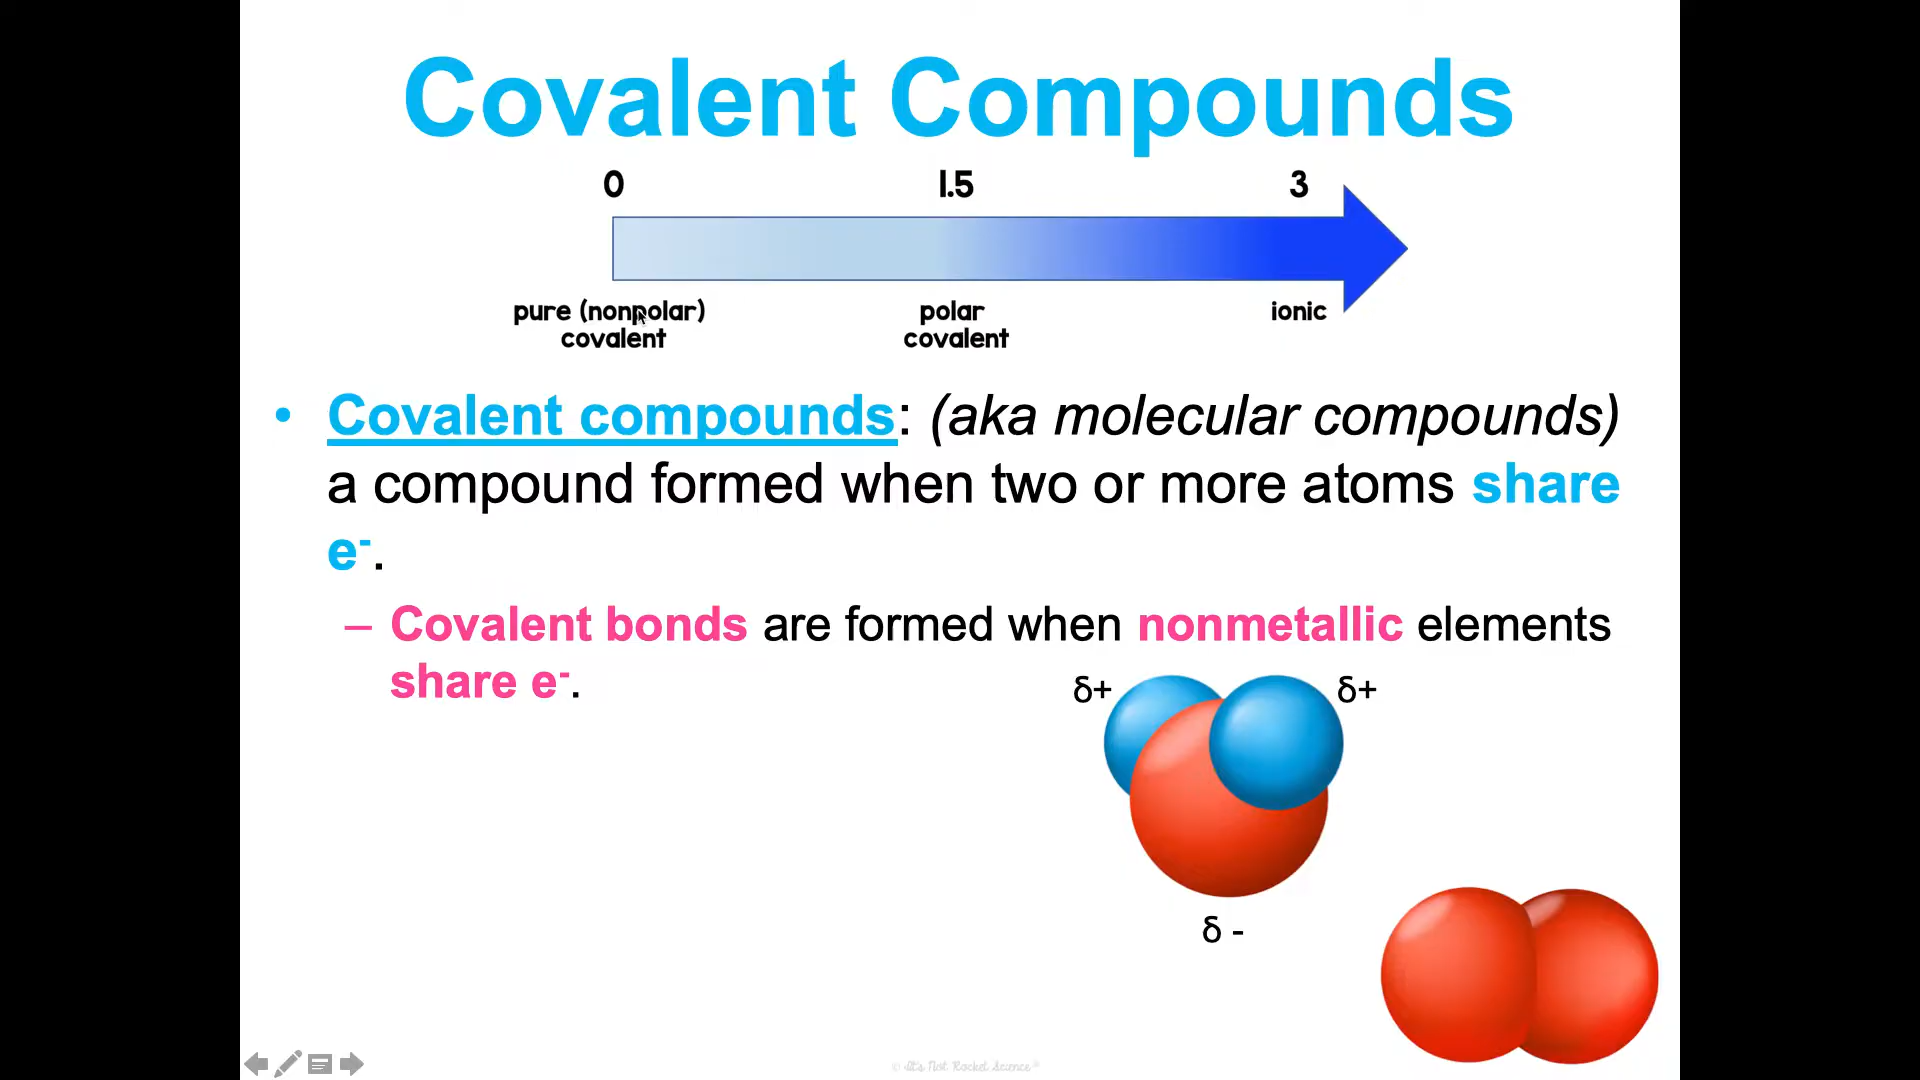 Covalent Compounds
0 1.5 3
pure (nonpolar) polar ionic
covalent covalent
• Covalent compounds: (aka molecular compounds)
a compound formed when two or more atoms share
e⁻.
– Covalent bonds are formed when nonmetallic elements
share e⁻.
δ+ δ+
δ -
© It's Not Rocket Science®